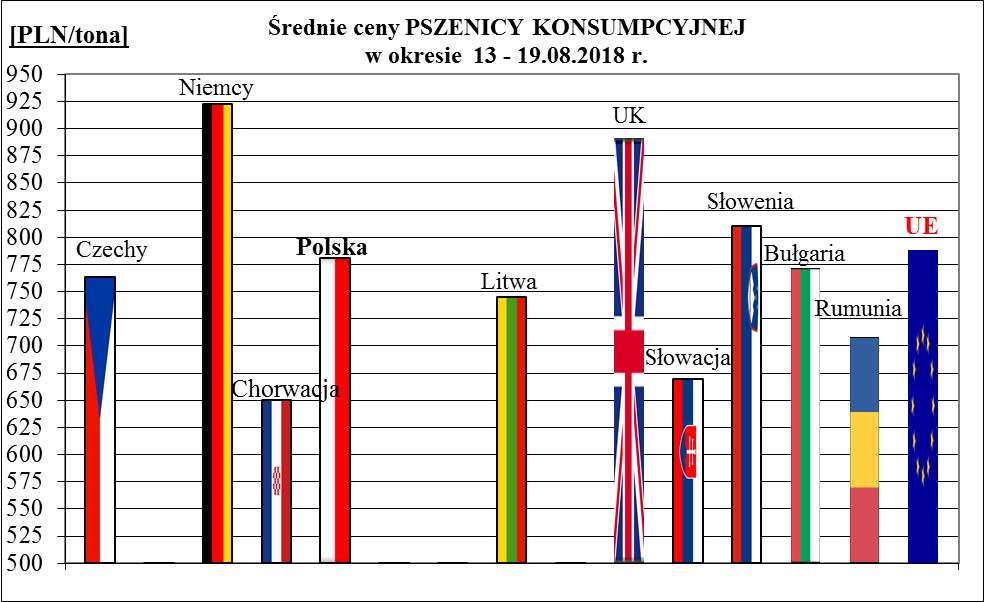 Średnie ceny PSZENICY KONSUMPCYJNEJ
w okresie 13 - 19.08.2018 r.
[PLN/tona]
950
925
900
875
850
825
800
775
750
725
700
675
650
625
600
575
550
525
500
Czechy
Niemcy
Chorwacja
Polska
Litwa
UK
Słowacja
Słowenia
Bułgaria
Rumunia
UE